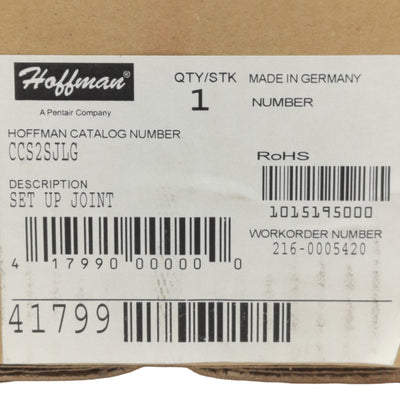 Hoffman®
A Pentair Company
QTY/STK
1
MADE IN GERMANY
NUMBER
HOFFMAN CATALOG NUMBER
CCS2SJLG
RoHS
DESCRIPTION
SET UP JOINT
1015195000
WORKORDER NUMBER
216-0005420
4 17990 00000 0
41799